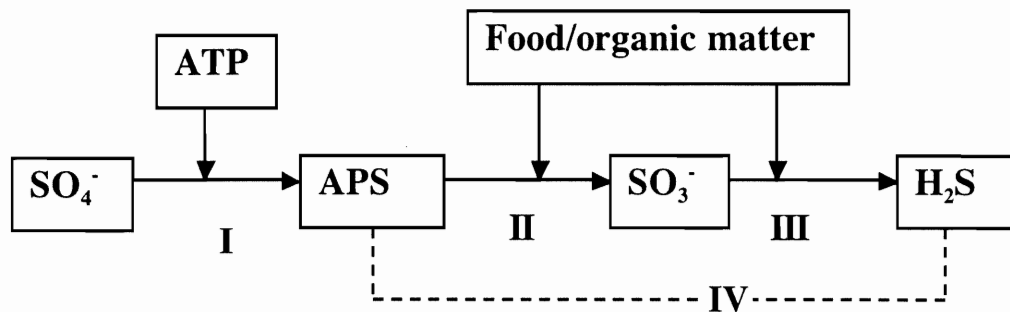 Food/organic matter
ATP
SO₄⁻
APS
SO₃⁻
H₂S
I
II
III
IV